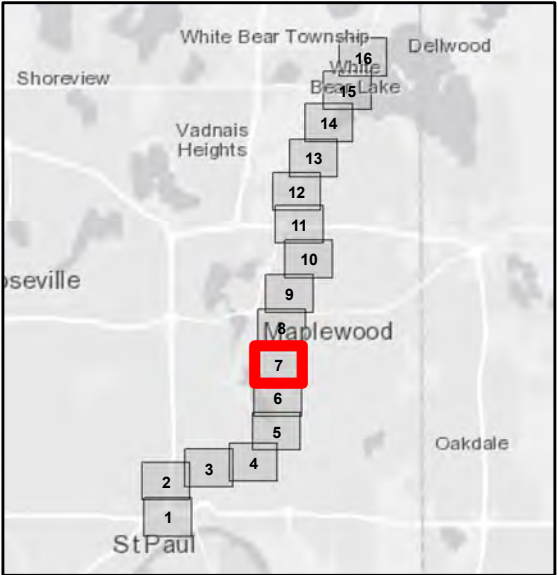 White Bear Township
Dellwood
16
White
Bear Lake
15
Shoreview
14
Vadnais
Heights
13
12
11
10
oseville
9
8
Maplewood
7
6
5
Oakdale
4
3
2
1
St Paul